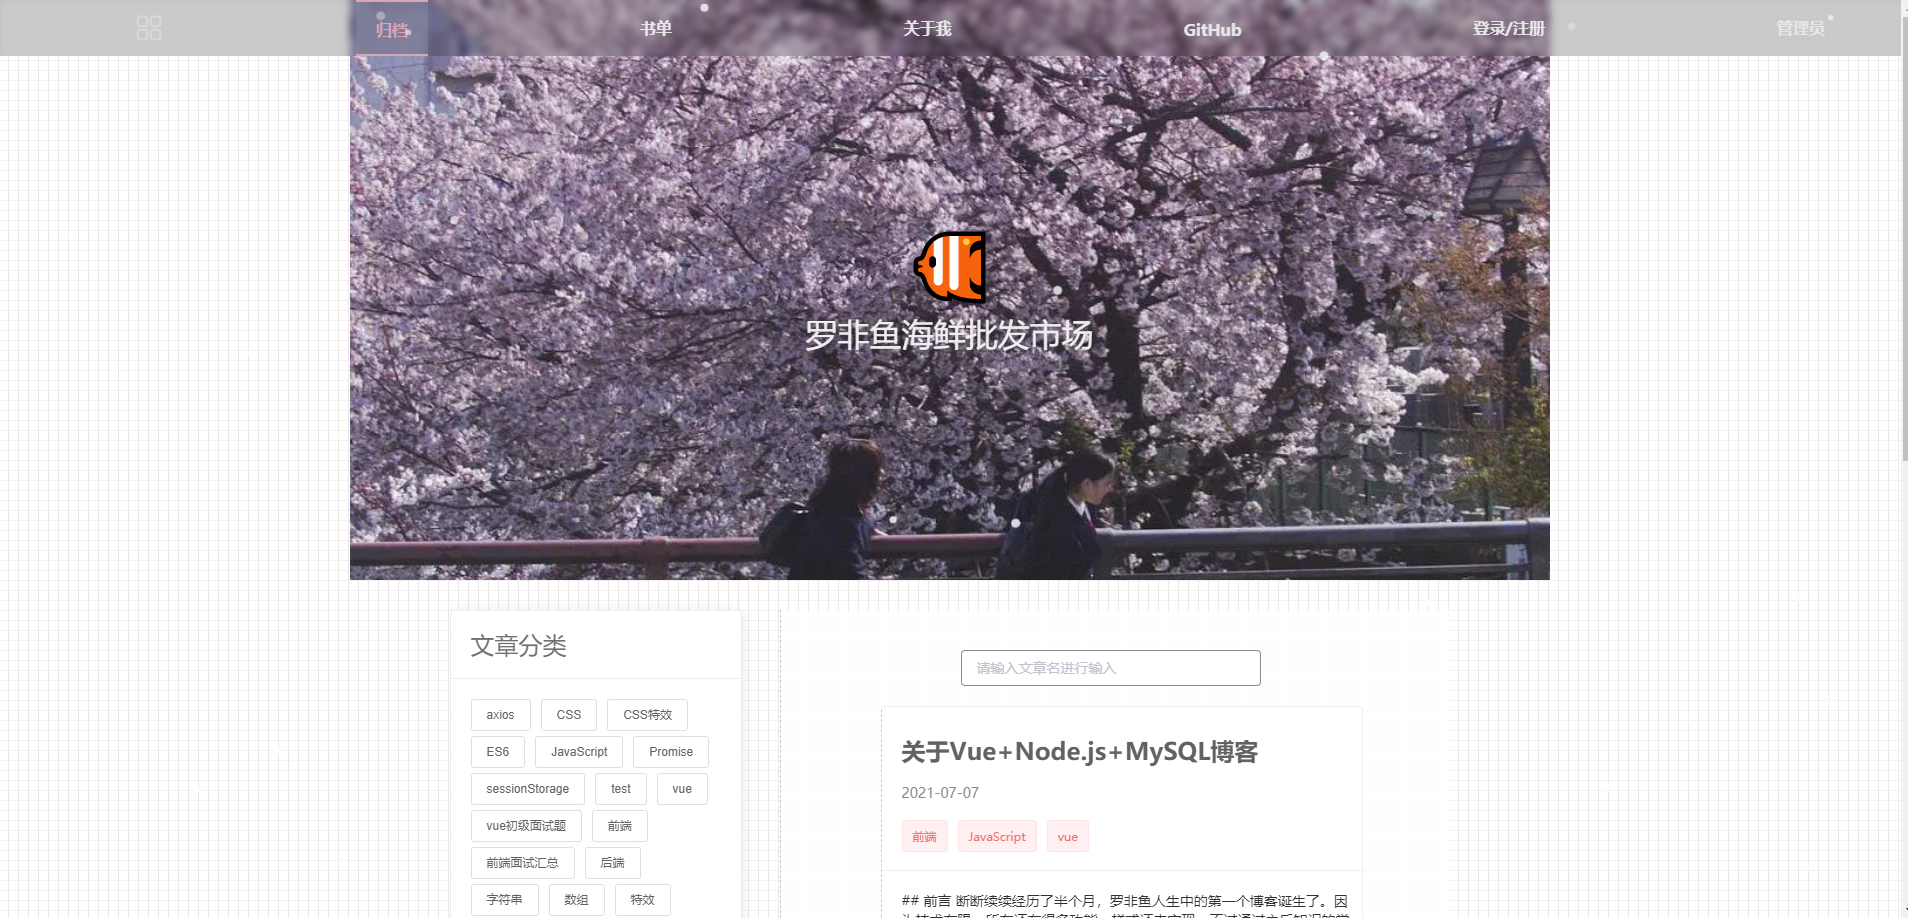 归档 书单 关于我 GitHub 登录/注册 管理员
罗非鱼海鲜批发市场
文章分类
axios CSS CSS特效
ES6 JavaScript Promise
sessionStorage test vue
vue初级面试题 前端
前端面试汇总 后端
字符串 数组 特效
请输入文章名进行输入
关于Vue+Node.js+MySQL博客
2021-07-07
前端 JavaScript vue
## 前言 断断续续经历了半个月，罗非鱼人生中的第一个博客诞生了。因